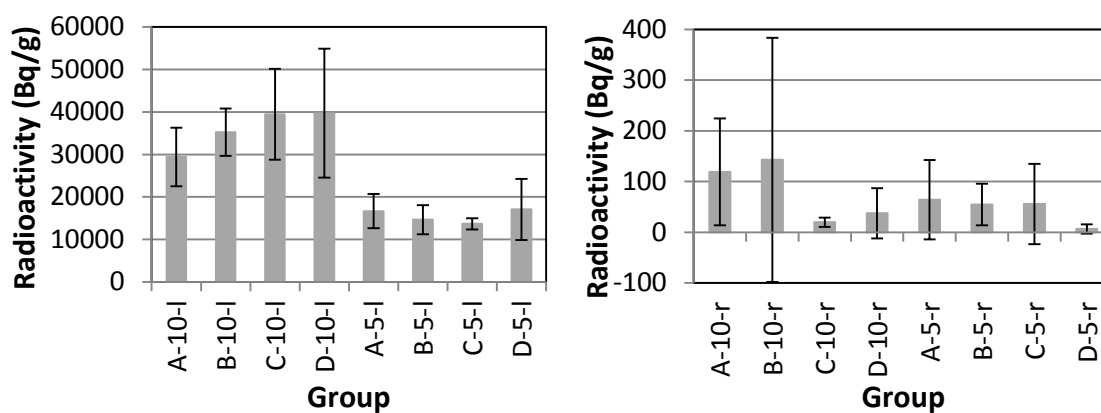 Radioactivity (Bq/g)
60000
50000
40000
30000
20000
10000
0
A-10-l
B-10-l
C-10-l
D-10-l
A-5-l
B-5-l
C-5-l
D-5-l
Group
Radioactivity (Bq/g)
400
300
200
100
0
-100
A-10-r
B-10-r
C-10-r
D-10-r
A-5-r
B-5-r
C-5-r
D-5-r
Group